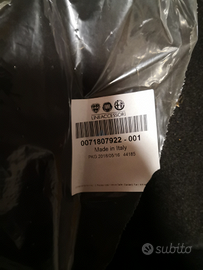 LINEACCESSORI
0071807922 - 001
Made in Italy
subito